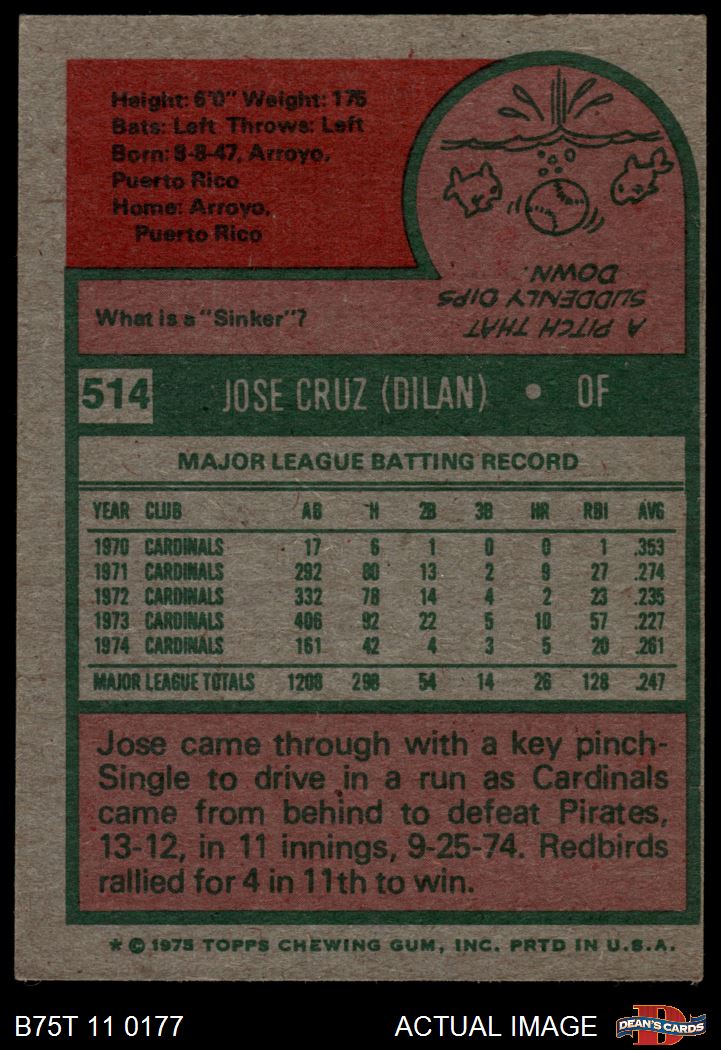 Height: 6'0" Weight: 175
Bats: Left Throws: Left
Born: 8-8-47, Arroyo,
Puerto Rico
Home: Arroyo,
Puerto Rico
What is a "Sinker"?
A PITCH THAT
SUDDENLY DIPS
DOWN.
514 JOSE CRUZ (DILAN) • OF
MAJOR LEAGUE BATTING RECORD
YEAR CLUB AB H 2B 3B HR RBI AVG
1970 CARDINALS 17 6 1 0 0 1 .353
1971 CARDINALS 292 80 13 2 9 27 .274
1972 CARDINALS 332 78 14 4 2 23 .235
1973 CARDINALS 406 92 22 5 10 57 .227
1974 CARDINALS 161 42 4 3 5 20 .261
MAJOR LEAGUE TOTALS 1208 298 54 14 26 128 .247
Jose came through with a key pinch-
Single to drive in a run as Cardinals
came from behind to defeat Pirates,
13-12, in 11 innings, 9-25-74. Redbirds
rallied for 4 in 11th to win.
* © 1975 TOPPS CHEWING GUM, INC. PRTD IN U.S.A.
B75T 11 0177 ACTUAL IMAGE DEAN'S CARDS